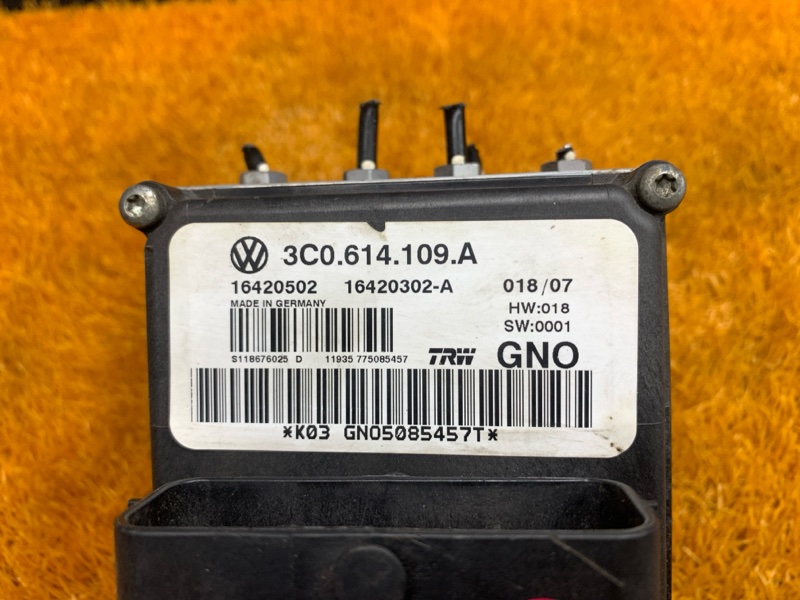 3C0.614.109.A
16420502 16420302-A 018/07
MADE IN GERMANY HW:018
SW:0001
S118676025 D 11935 775085457 TRW GNO
*K03 GNO5085457T*